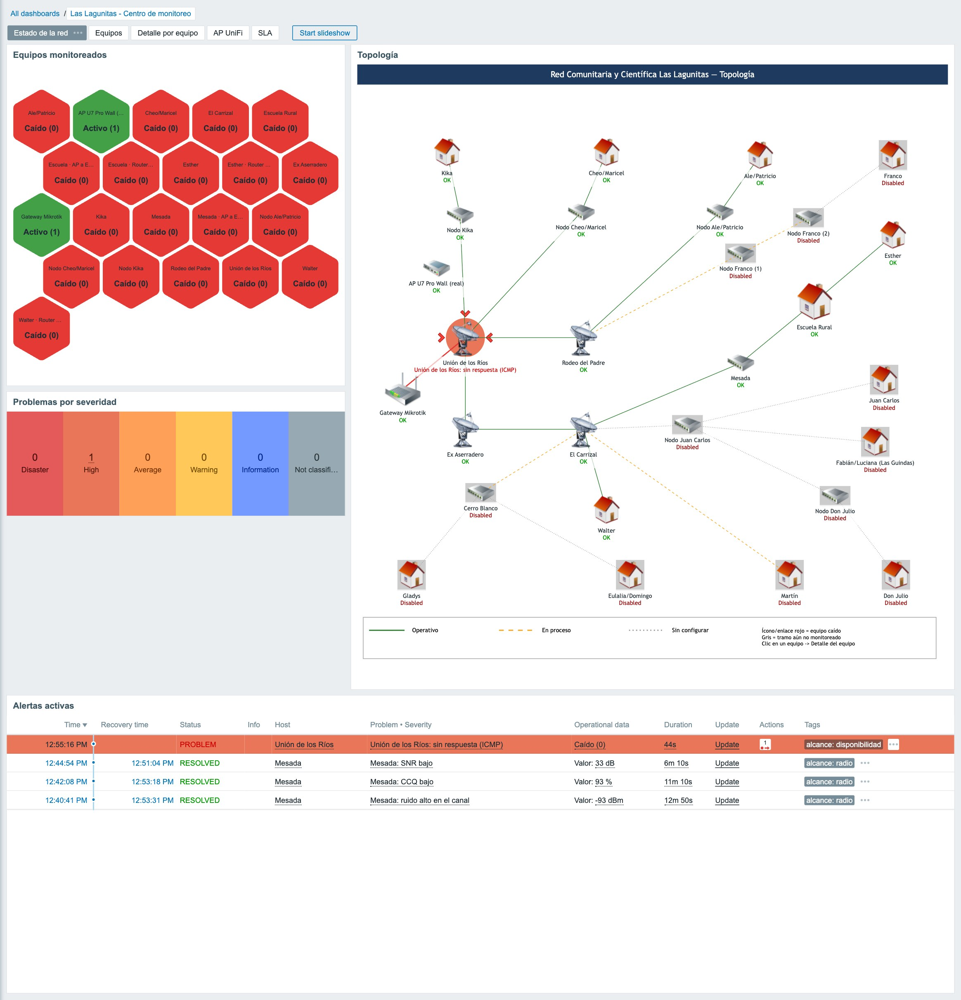 All dashboards / Las Lagunitas - Centro de monitoreo
Estado de la red ••• Equipos Detalle por equipo AP UniFi SLA Start slideshow
Equipos monitoreados
Ale/Patricio
Caído (0)
AP U7 Pro Wall (...
Activo (1)
Cheo/Maricel
Caído (0)
El Carrizal
Caído (0)
Escuela Rural
Caído (0)
Escuela · AP a E...
Caído (0)
Escuela · Router...
Caído (0)
Esther
Caído (0)
Esther · Router ...
Caído (0)
Ex Aserradero
Caído (0)
Gateway Mikrotik
Activo (1)
Kika
Caído (0)
Mesada
Caído (0)
Mesada · AP a E...
Caído (0)
Nodo Ale/Patricio
Caído (0)
Nodo Cheo/Maricel
Caído (0)
Nodo Kika
Caído (0)
Rodeo del Padre
Caído (0)
Unión de los Ríos
Caído (0)
Walter
Caído (0)
Walter · Router ...
Caído (0)
Problemas por severidad
0
Disaster
1
High
0
Average
0
Warning
0
Information
0
Not classifi...
Topología
Red Comunitaria y Científica Las Lagunitas — Topología
Kika
OK
Cheo/Maricel
OK
Ale/Patricio
OK
Franco
Disabled
Nodo Kika
OK
Nodo Cheo/Maricel
OK
Nodo Ale/Patricio
OK
Nodo Franco (2)
Disabled
Nodo Franco (1)
Disabled
Esther
OK
AP U7 Pro Wall (real)
OK
Escuela Rural
OK
Unión de los Ríos
Unión de los Ríos: sin respuesta (ICMP)
Rodeo del Padre
OK
Mesada
OK
Gateway Mikrotik
OK
Juan Carlos
Disabled
Ex Aserradero
OK
El Carrizal
OK
Nodo Juan Carlos
Disabled
Fabián/Luciana (Las Guindas)
Disabled
Cerro Blanco
Disabled
Walter
OK
Nodo Don Julio
Disabled
Gladys
Disabled
Eulalia/Domingo
Disabled
Martín
Disabled
Don Julio
Disabled
Operativo
En proceso
Sin configurar
Ícono/enlace rojo = equipo caído
Gris = tramo aún no monitoreado
Clic en un equipo -> Detalle del equipo
Alertas activas
Time ▼ Recovery time Status Info Host Problem • Severity Operational data Duration Update Actions Tags
12:55:16 PM PROBLEM Unión de los Ríos Unión de los Ríos: sin respuesta (ICMP) Caído (0) 44s Update 1 alcance: disponibilidad •••
12:44:54 PM 12:51:04 PM RESOLVED Mesada Mesada: SNR bajo Valor: 33 dB 6m 10s Update alcance: radio •••
12:42:08 PM 12:53:18 PM RESOLVED Mesada Mesada: CCQ bajo Valor: 93 % 11m 10s Update alcance: radio •••
12:40:41 PM 12:53:31 PM RESOLVED Mesada Mesada: ruido alto en el canal Valor: -93 dBm 12m 50s Update alcance: radio •••